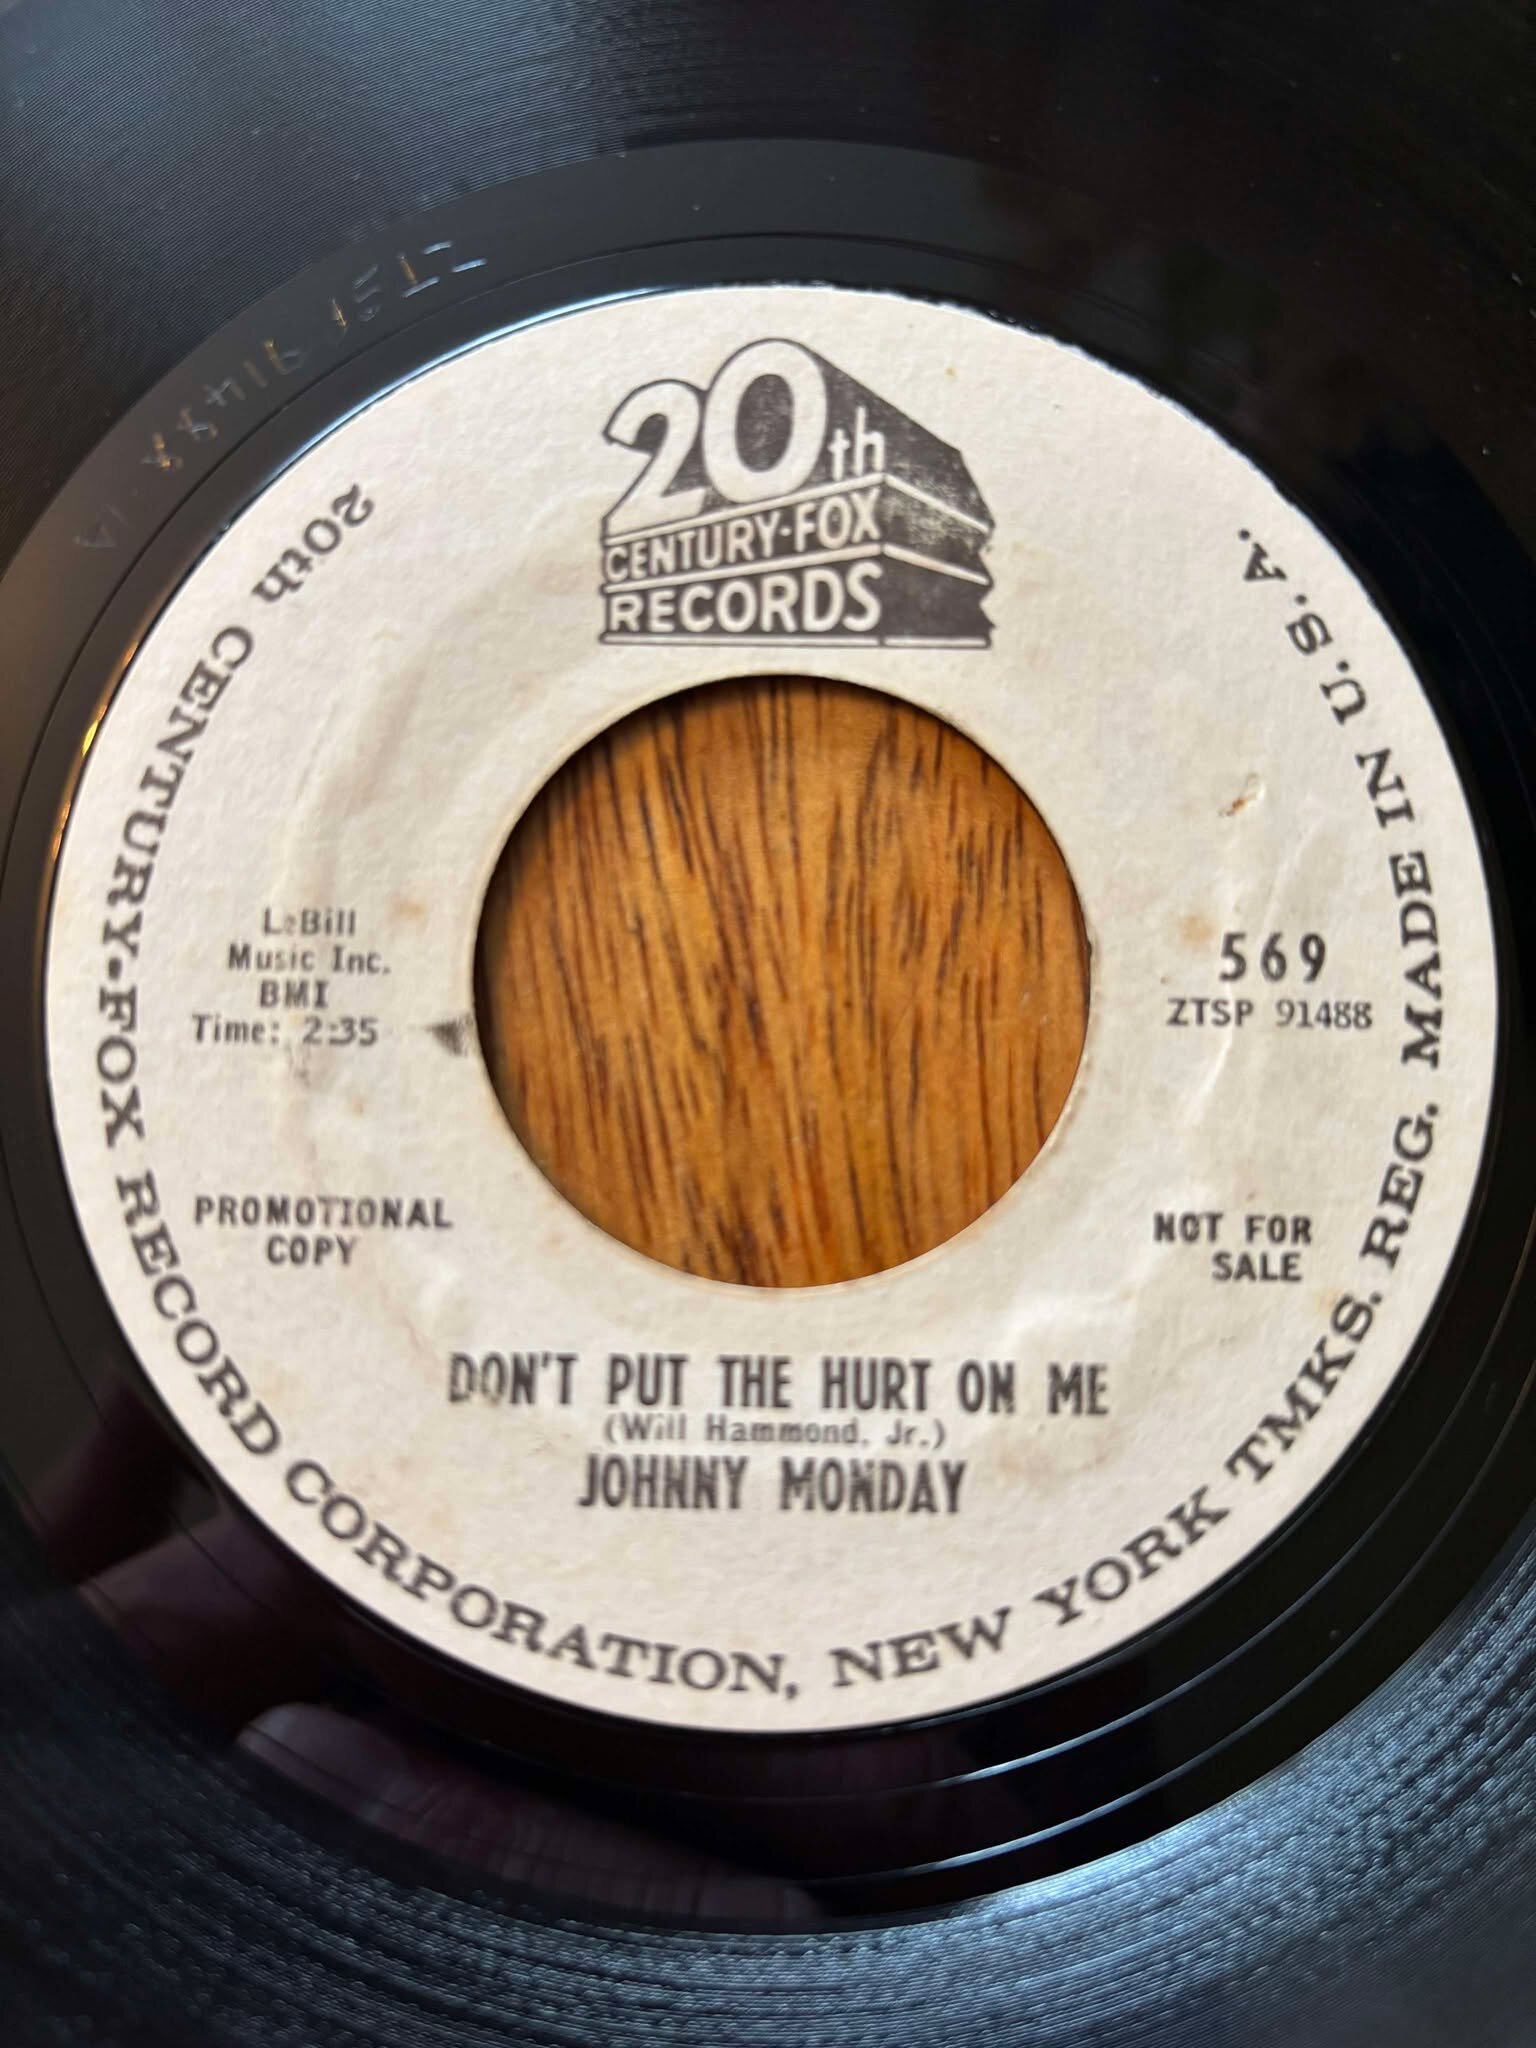 20th
CENTURY-FOX
RECORDS
LeBill
Music Inc.
BMI
Time: 2:35
569
ZTSP 91488
PROMOTIONAL
COPY
NOT FOR
SALE
DON'T PUT THE HURT ON ME
(Will Hammond, Jr.)
JOHNNY MONDAY
20th CENTURY-FOX RECORD CORPORATION, NEW YORK TMKS. REG. MADE IN U.S.A.